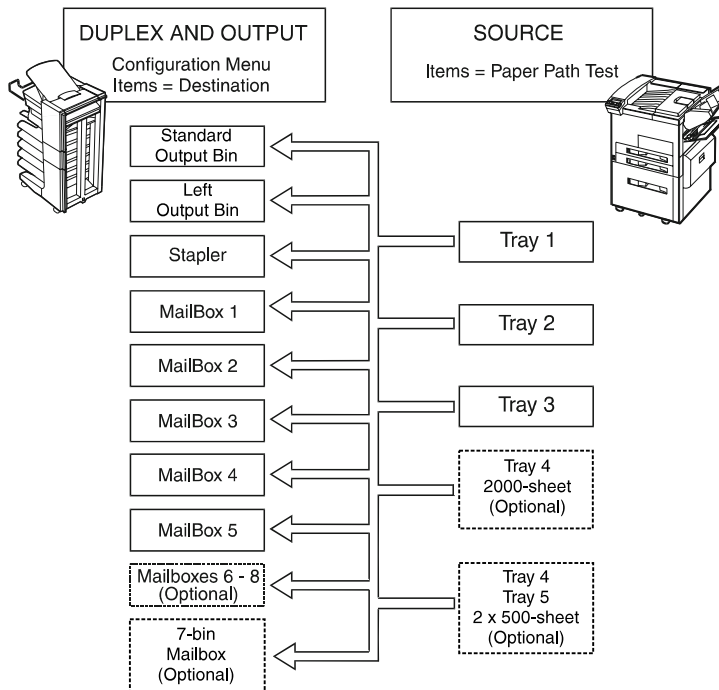 DUPLEX AND OUTPUT
Configuration Menu
Items = Destination
SOURCE
Items = Paper Path Test
Standard
Output Bin
Left
Output Bin
Stapler
MailBox 1
MailBox 2
MailBox 3
MailBox 4
MailBox 5
Mailboxes 6 - 8
(Optional)
7-bin
Mailbox
(Optional)
Tray 1
Tray 2
Tray 3
Tray 4
2000-sheet
(Optional)
Tray 4
Tray 5
2 x 500-sheet
(Optional)